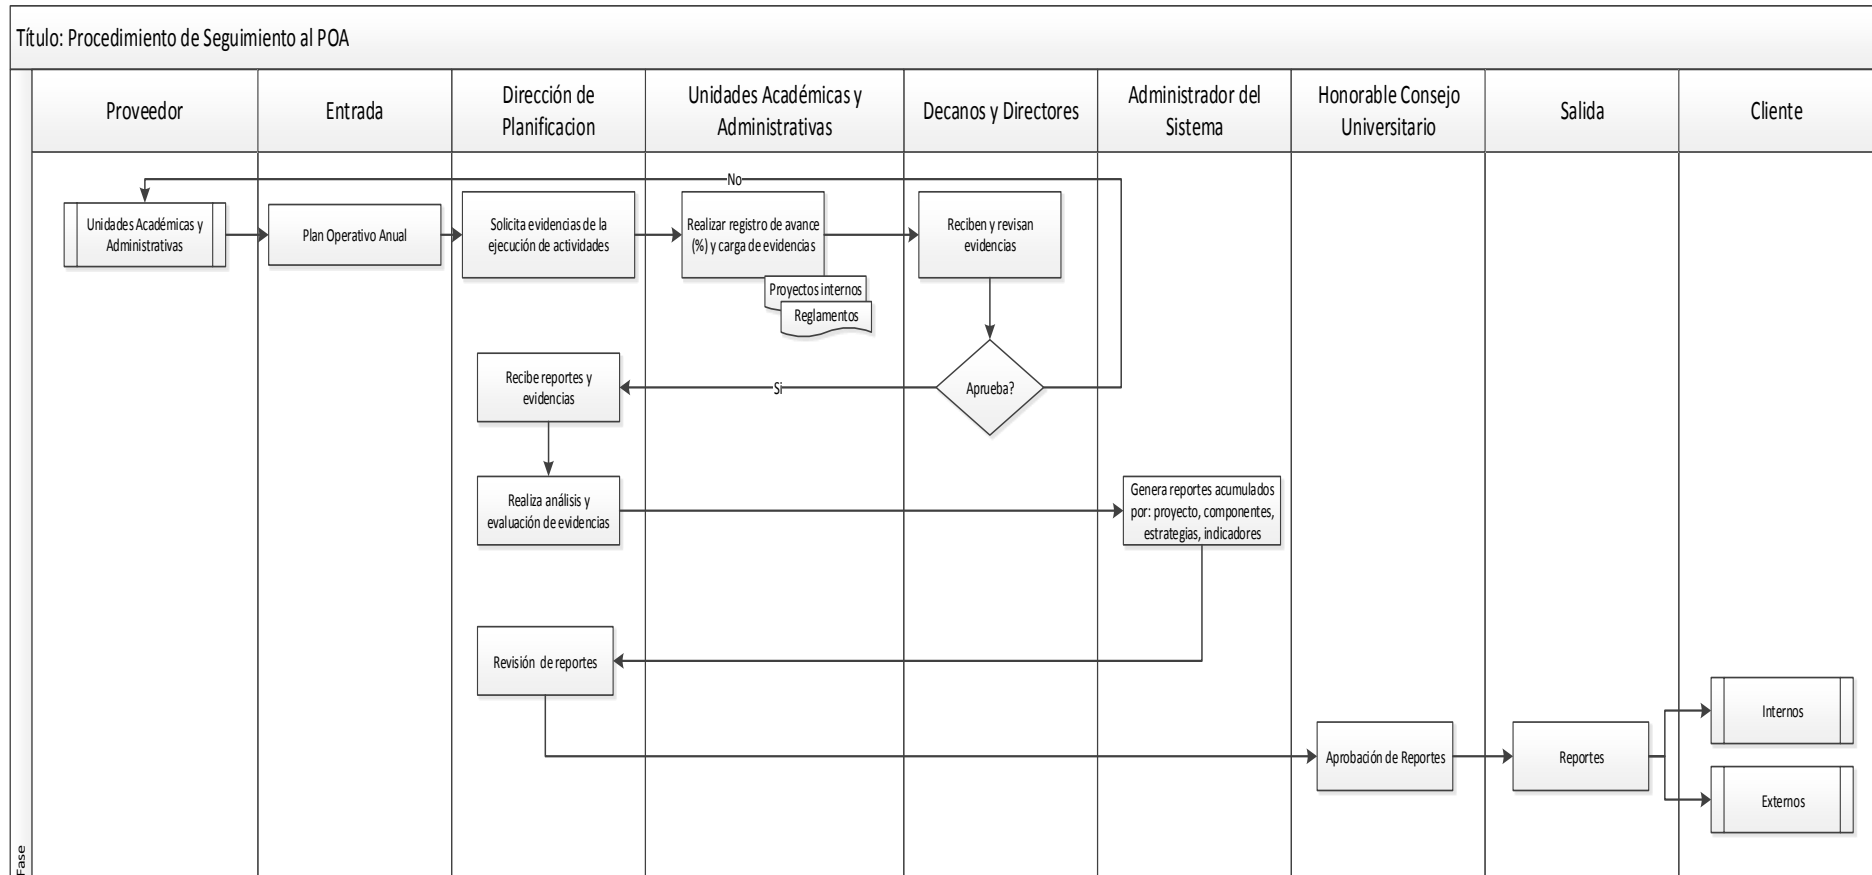 Título: Procedimiento de Seguimiento al POA
Proveedor
Entrada
Dirección de
Planificacion
Unidades Académicas y
Administrativas
Decanos y Directores
Administrador del
Sistema
Honorable Consejo
Universitario
Salida
Cliente
No
Unidades Académicas y
Administrativas
Plan Operativo Anual
Solicita evidencias de la
ejecución de actividades
Realizar registro de avance
(%) y carga de evidencias
Proyectos internos
Reglamentos
Reciben y revisan
evidencias
Aprueba?
Si
Recibe reportes y
evidencias
Realiza análisis y
evaluación de evidencias
Genera reportes acumulados
por: proyecto, componentes,
estrategias, indicadores
Revisión de reportes
Aprobación de Reportes
Reportes
Internos
Externos
Fase